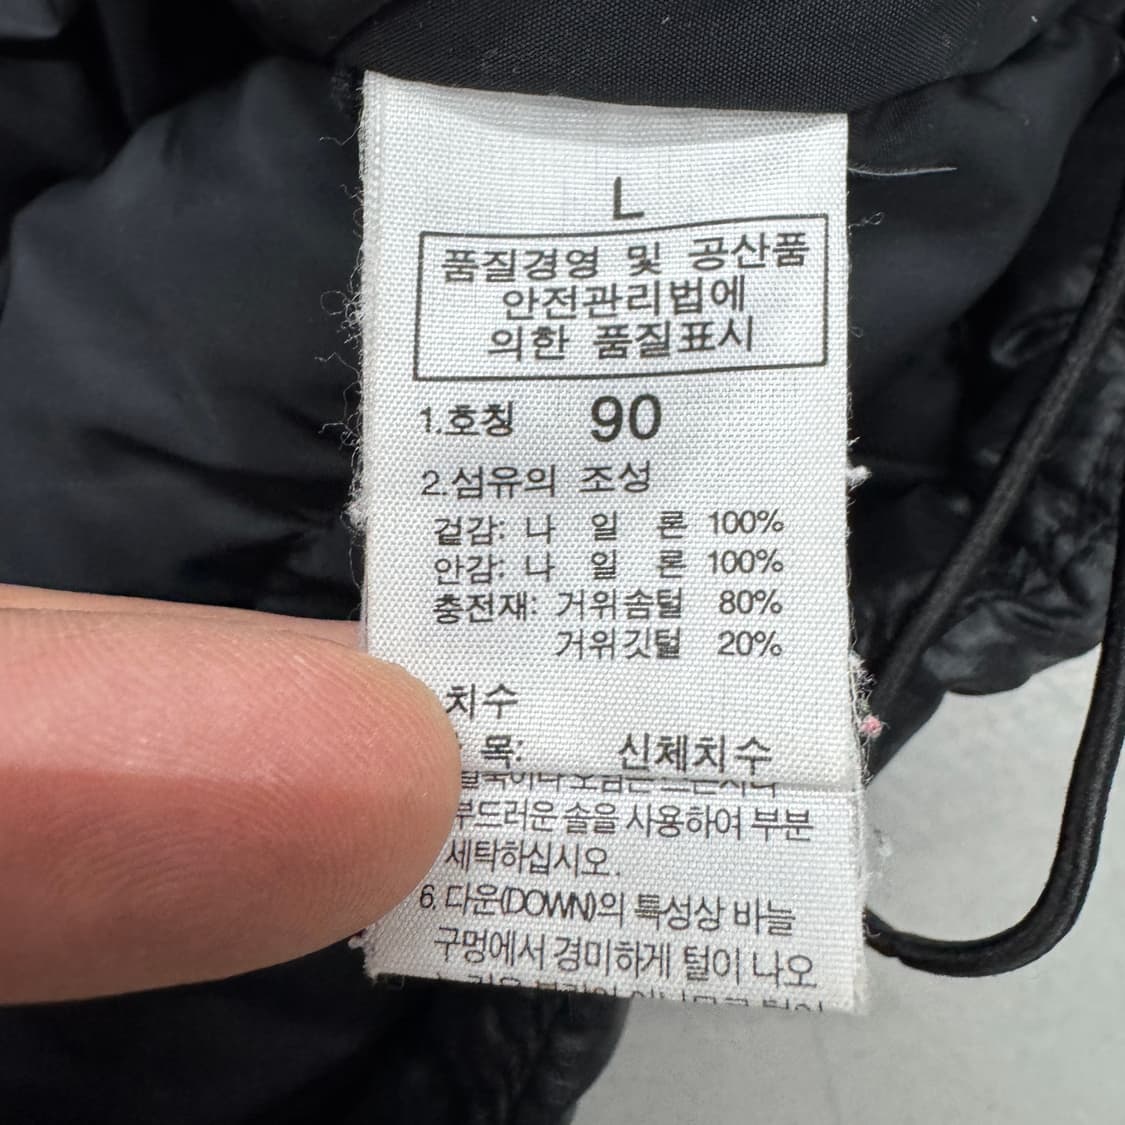 L
품질경영 및 공산품
안전관리법에
의한 품질표시
1.호칭 90
2.섬유의 조성
겉감: 나 일 론 100%
안감: 나 일 론 100%
충전재: 거위솜털 80%
거위깃털 20%
치수
목: 신체치수
부드러운 솔을 사용하여 부분
세탁하십시오.
6. 다운(DOWN)의 특성상 바늘
구멍에서 경미하게 털이 나오